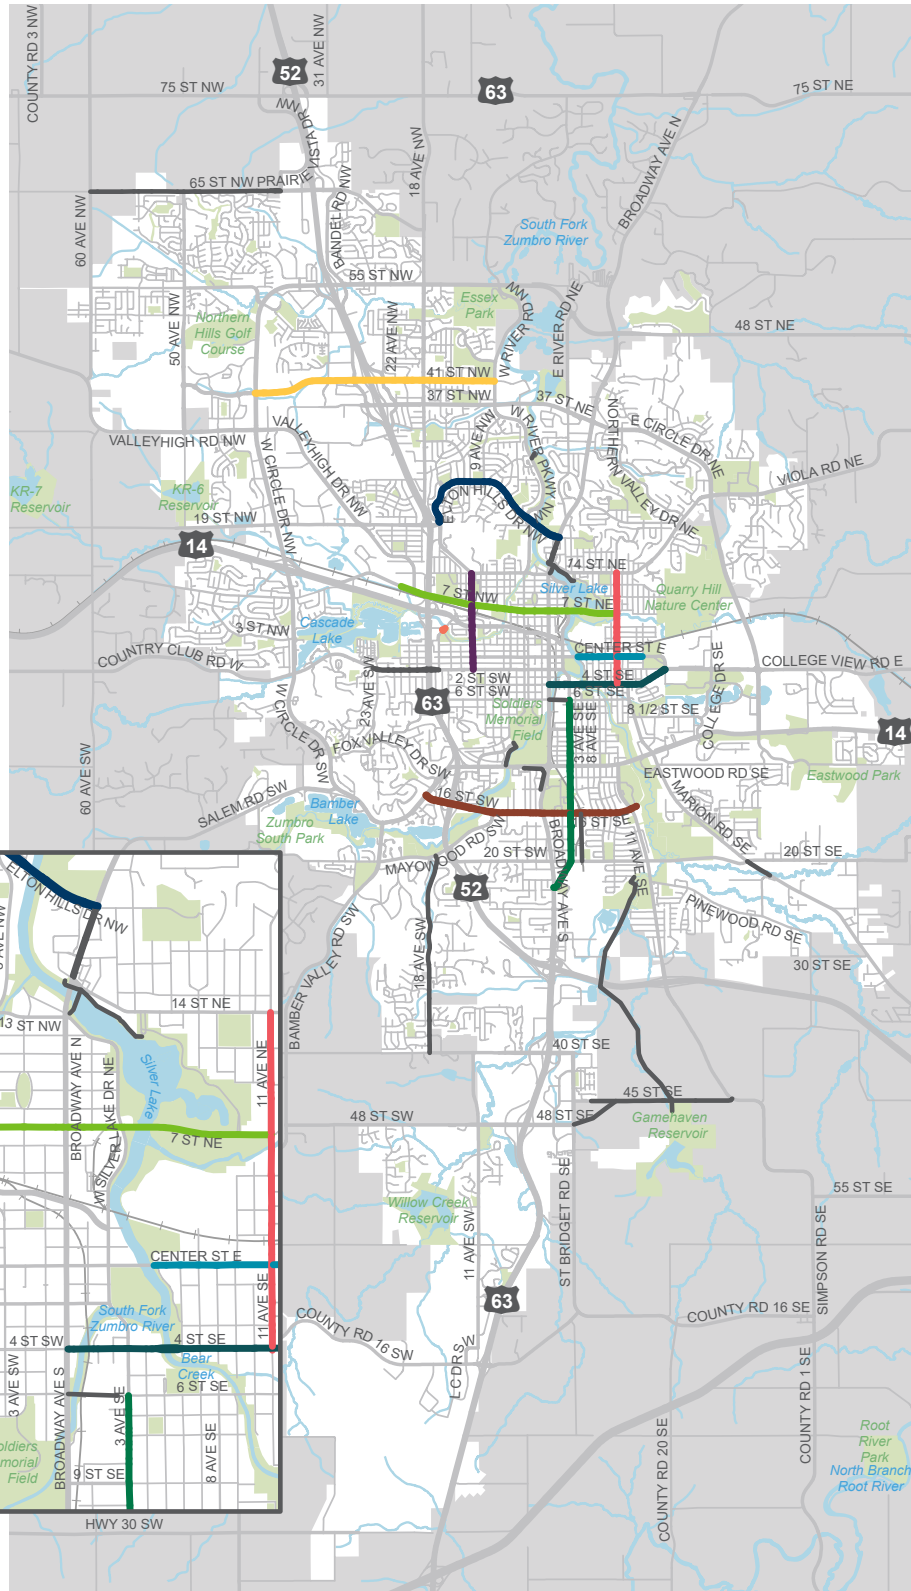 COUNTY RD 3 NW
52
31 AVE NW
75 ST NW
63
75 ST NE
NW
VISTA DR
18 AVE NW
BROADWAY AVE N
65 ST NW
PRAIRIE
BANDEL RD NW
60 AVE NW
South Fork
Zumbro River
55 ST NW
50 AVE NW
Northern
Hills Golf
Course
22 AVE NW
Essex
Park
NW
W RIVER RD
E RIVER RD NE
48 ST NE
41 ST NW
37 ST NW
37 ST NE
VALLEYHIGH RD NW
VALLEYHIGH DR NW
W CIRCLE DR NW
9 AVE NW
W RIVER PKWY NW
NORTHERN VALLEY DR NE
E CIRCLE DR NE
VIOLA RD NE
KR-7
Reservoir
KR-6
Reservoir
19 ST NW
ELTON HILLS DR NW
14
14 ST NE
7 ST NW
Silver Lake
7 ST NE
Quarry Hill
Nature Center
3 ST NW
Cascade
Lake
COUNTRY CLUB RD W
CENTER ST E
COLLEGE VIEW RD E
23 AVE SW
2 ST SW
6 ST SW
4 ST SE
6 ST SE
8 1/2 ST SE
COLLEGE DR SE
W CIRCLE DR SW
63
Soldiers
Memorial
Field
3 AVE SE
8 AVE SE
14
FOX VALLEY DR SW
60 AVE SW
EASTWOOD RD SE
Eastwood Park
SALEM RD SW
Bamber
Lake
16 ST SW
16 ST SE
MARION RD SE
Zumbro
South Park
MAYOWOOD RD SW
20 ST SW
11 AVE SE
20 ST SE
52
BROADWAY AVE S
PINEWOOD RD SE
BAMBER VALLEY RD SW
18 AVE SW
30 ST SE
40 ST SE
45 ST SE
48 ST SW
48 ST SE
Gamehaven
Reservoir
Willow Creek
Reservoir
11 AVE SW
ST BRIDGET RD SE
55 ST SE
SIMPSON RD SE
63
COUNTY RD 16 SW
COUNTY RD 16 SE
L C DR S
W
COUNTY RD 1 SE
COUNTY RD 20 SE
Root
River
Park
North Branch
Root River
HWY 30 SW
ELTON HILLS DR NW
AVE NW
14 ST NE
13 ST NW
BROADWAY AVE N
W SILVER LAKE DR NE
Silver Lake
11 AVE NE
7 ST NE
CENTER ST E
South Fork
Zumbro River
11 AVE SE
4 ST SW
4 ST SE
Bear
Creek
6 ST SE
3 AVE SW
BROADWAY AVE S
3 AVE SE
8 AVE SE
oldiers
morial
Field
9 ST SE